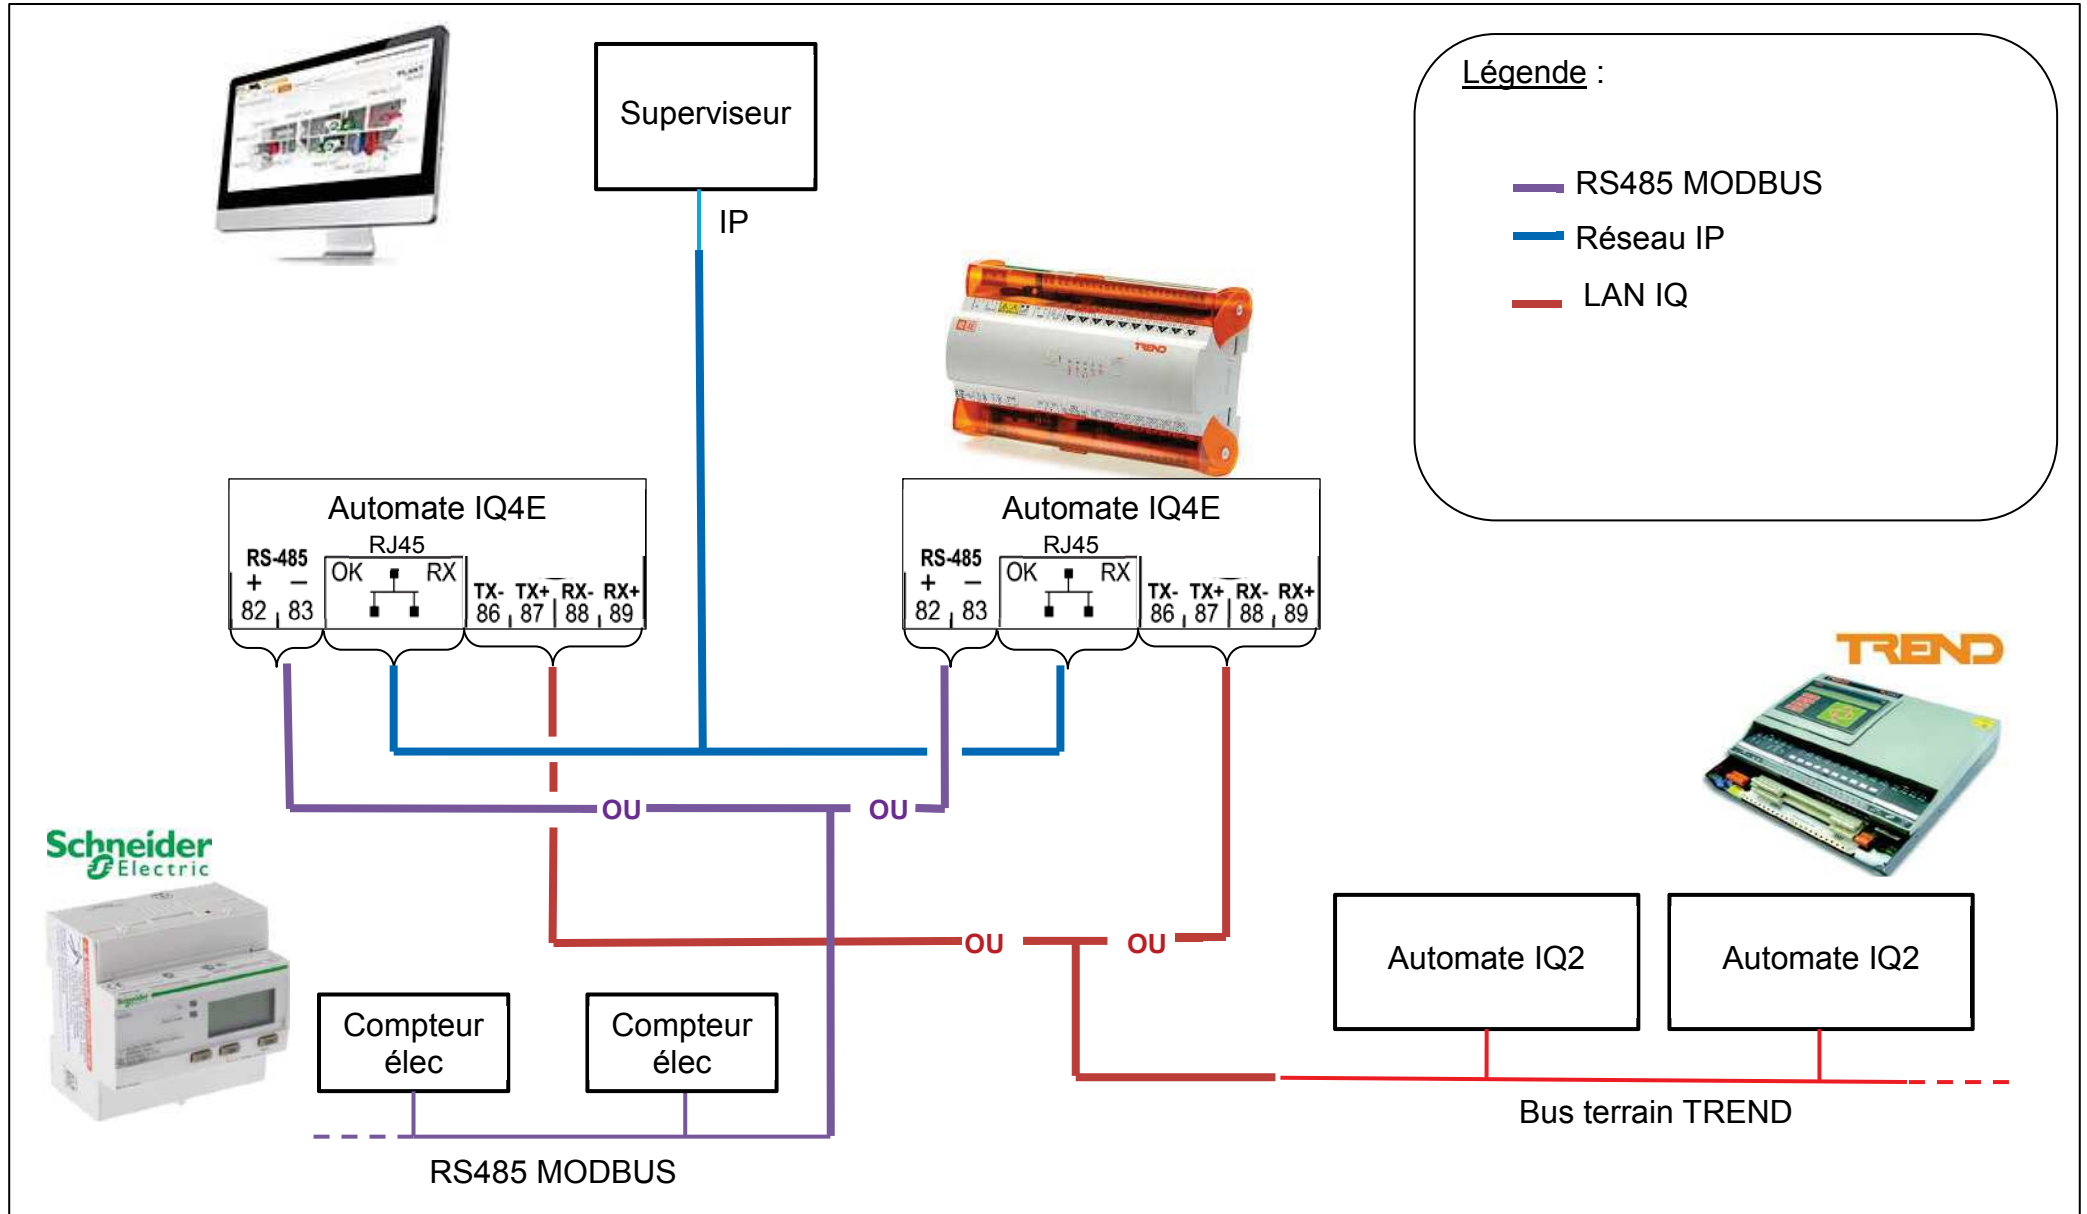 Superviseur
IP
Légende :
RS485 MODBUS
Réseau IP
LAN IQ
TREND
Automate IQ4E
RJ45
RS-485
OK RX
+ –
82 83
TX- TX+ RX- RX+
86 87 88 89
Automate IQ4E
RJ45
RS-485
OK RX
+ –
82 83
TX- TX+ RX- RX+
86 87 88 89
TREND
OU
OU
Schneider
Electric
OU
OU
Automate IQ2
Automate IQ2
Compteur
élec
Compteur
élec
Bus terrain TREND
RS485 MODBUS